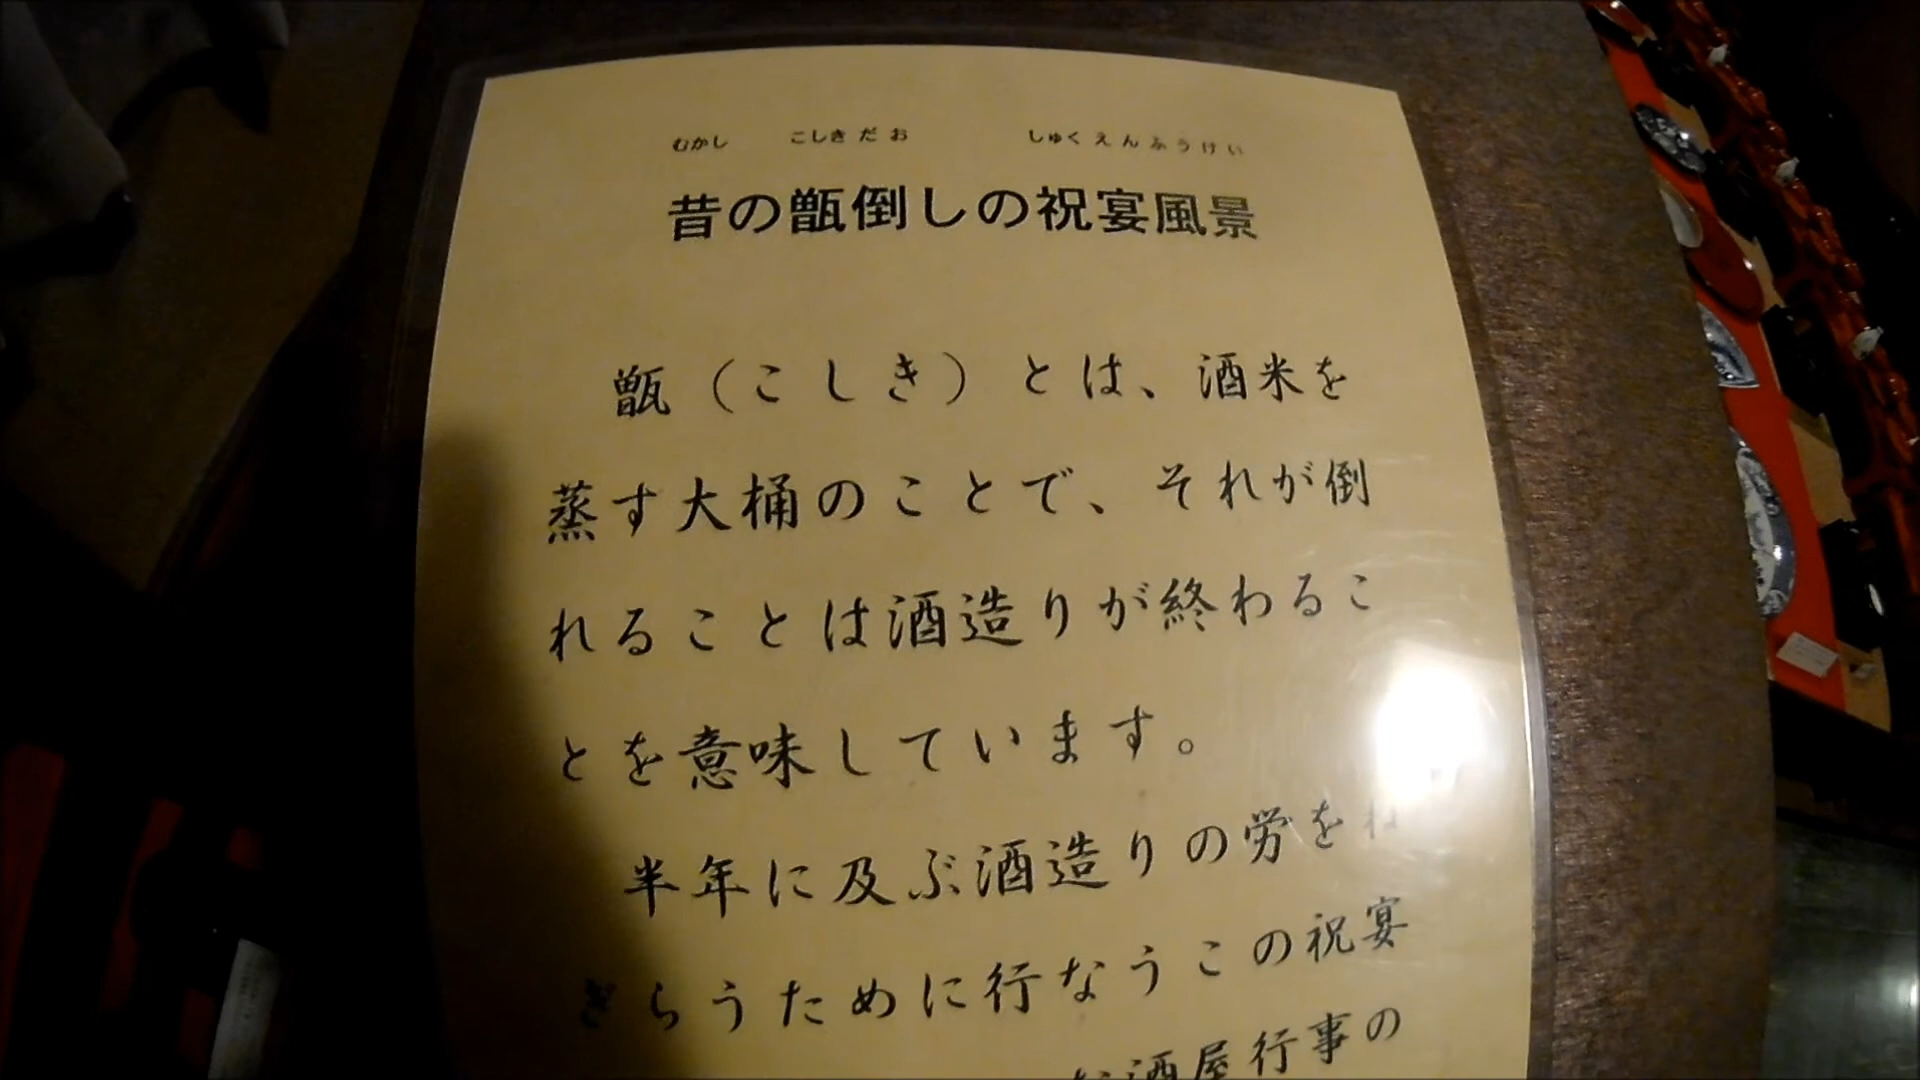 むかし こしきだお しゅくえんふうけい
昔の甑倒しの祝宴風景
甑（こしき）とは、酒米を
蒸す大桶のことで、それが倒
れることは酒造りが終わるこ
とを意味しています。
半年に及ぶ酒造りの労をね
ぎらうために行なうこの祝宴
酒屋行事の